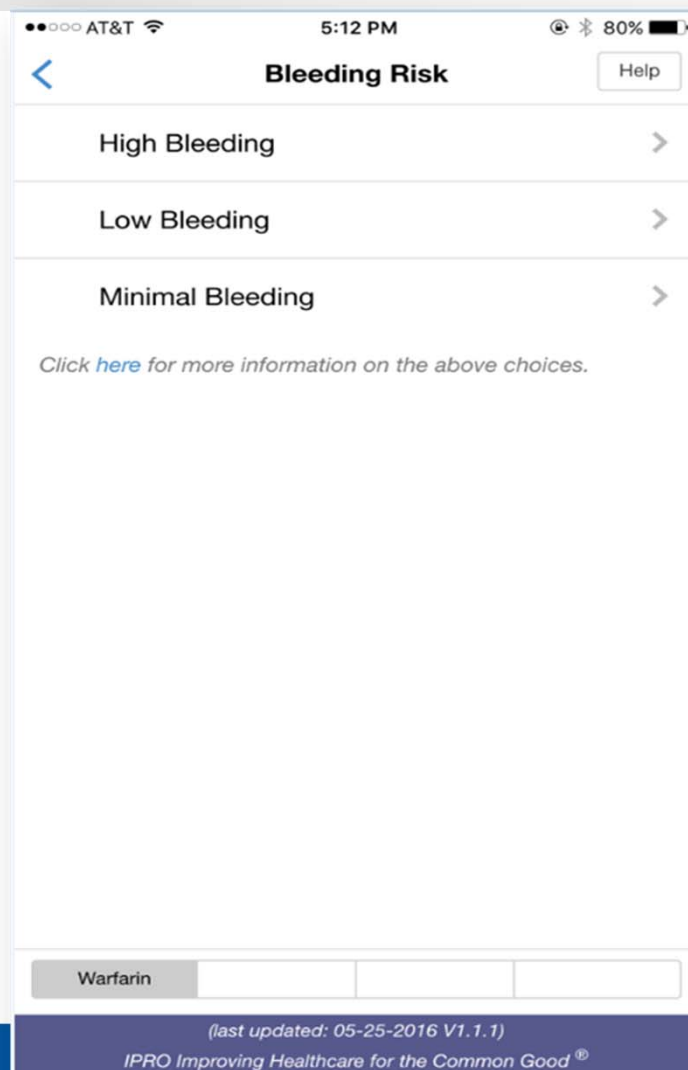 AT&T 5:12 PM 80%
Bleeding Risk Help
High Bleeding
Low Bleeding
Minimal Bleeding
Click here for more information on the above choices.
Warfarin
(last updated: 05-25-2016 V1.1.1)
IPRO Improving Healthcare for the Common Good ®